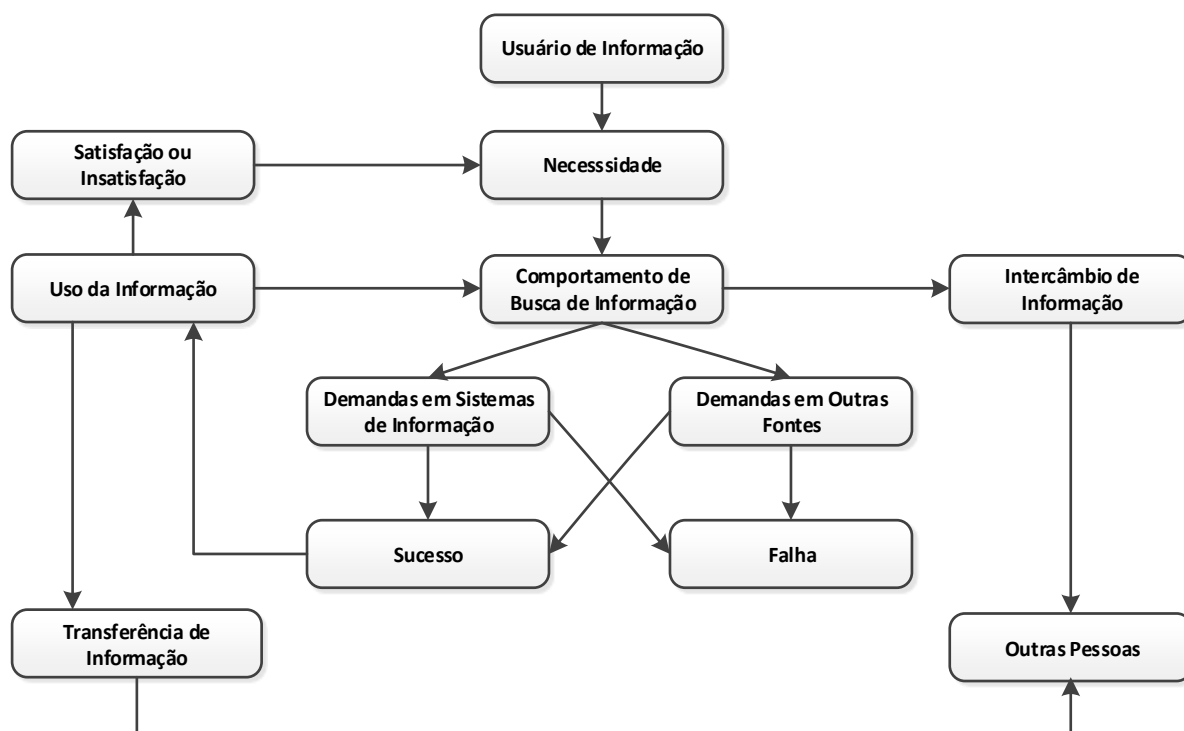 Usuário de Informação
Satisfação ou
Insatisfação
Necesssidade
Uso da Informação
Comportamento de
Busca de Informação
Intercâmbio de
Informação
Demandas em Sistemas
de Informação
Demandas em Outras
Fontes
Sucesso
Falha
Transferência de
Informação
Outras Pessoas